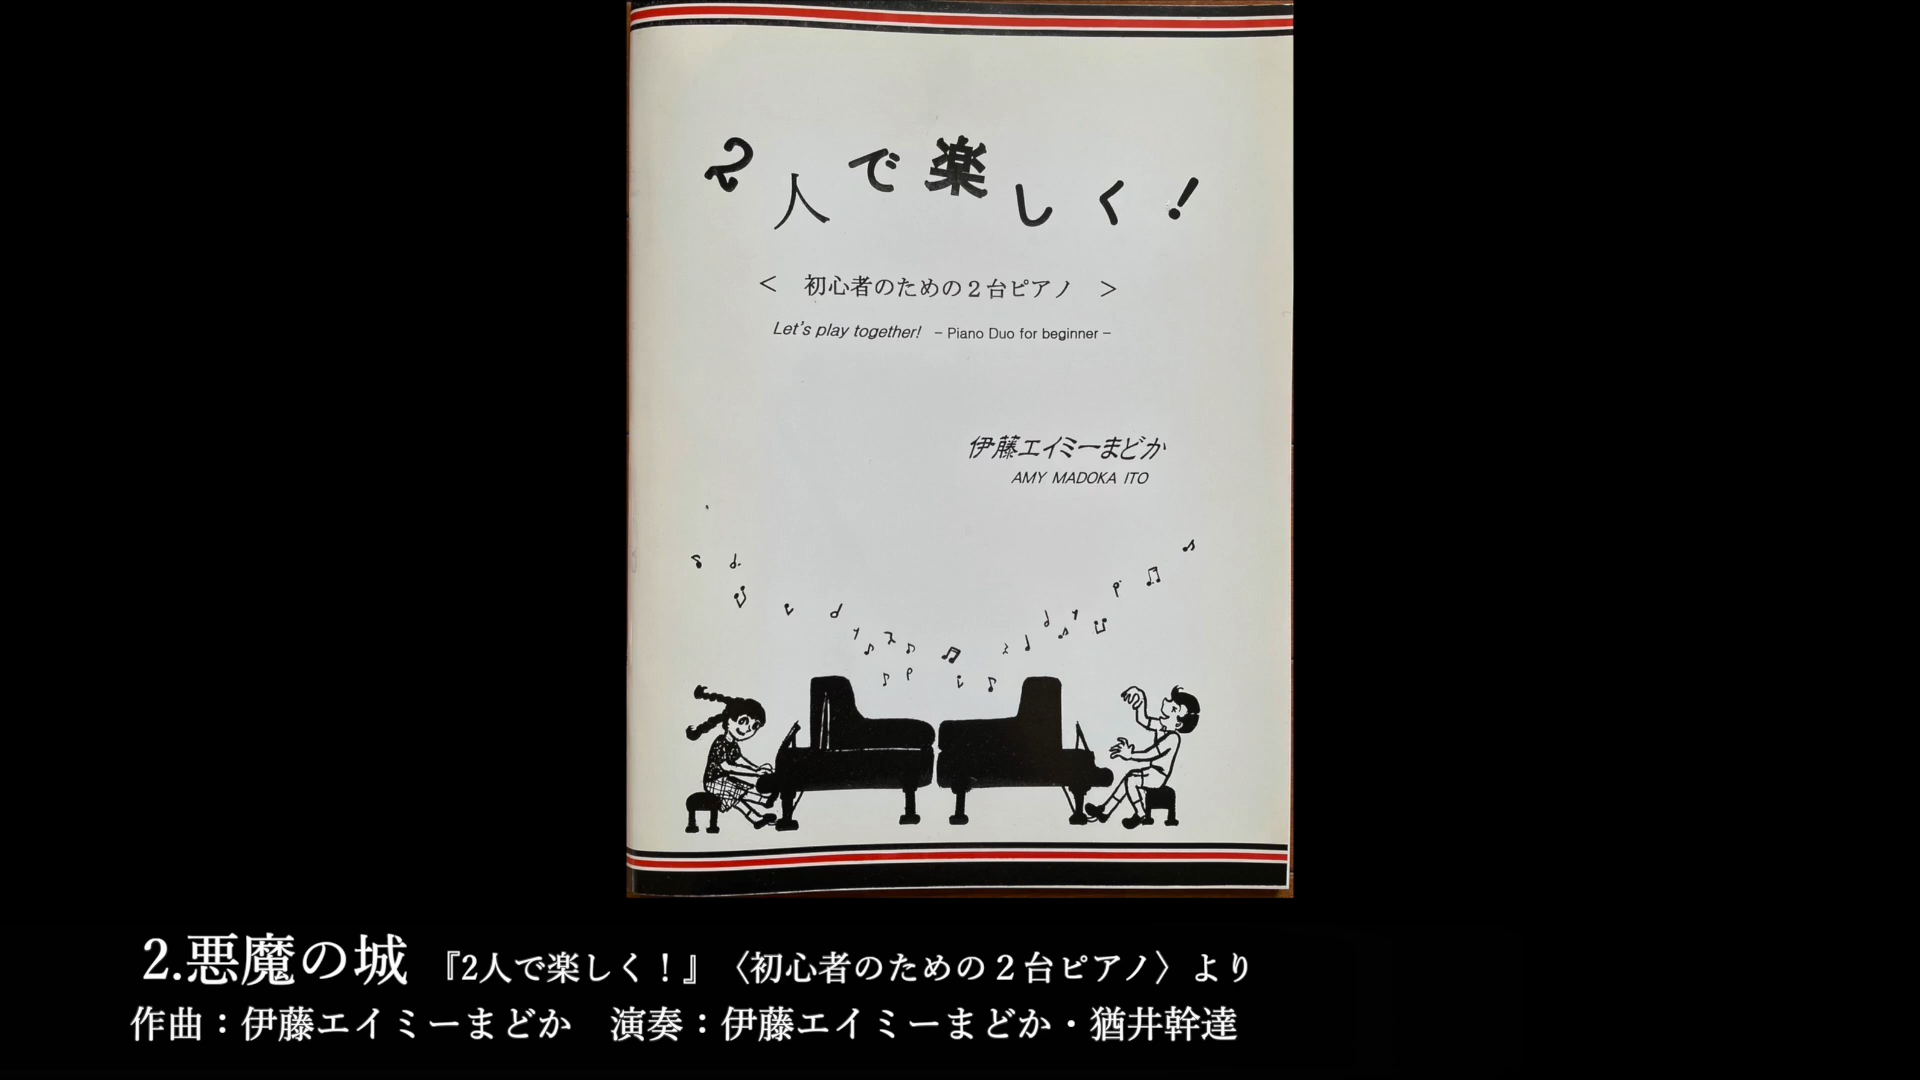 2人で楽しく!
＜ 初心者のための２台ピアノ ＞
Let's play together! – Piano Duo for beginner –
伊藤エイミーまどか
AMY MADOKA ITO
2.悪魔の城 『2人で楽しく！』〈初心者のための２台ピアノ〉より
作曲：伊藤エイミーまどか 演奏：伊藤エイミーまどか・猶井幹達